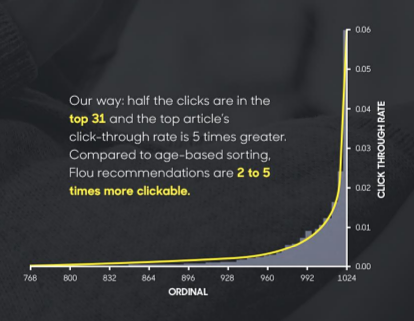 0.06
0.05
Our way: half the clicks are in the
top 31 and the top article's
0.04
click-through rate is 5 times greater.
0.03
Compared to age-based sorting,
Flou recommendations are 2 to 5
times more clickable.
0.02
0.01
0.00
CLICK THROUGH RATE
768 800 832 864 896 928 960 992 1024
ORDINAL